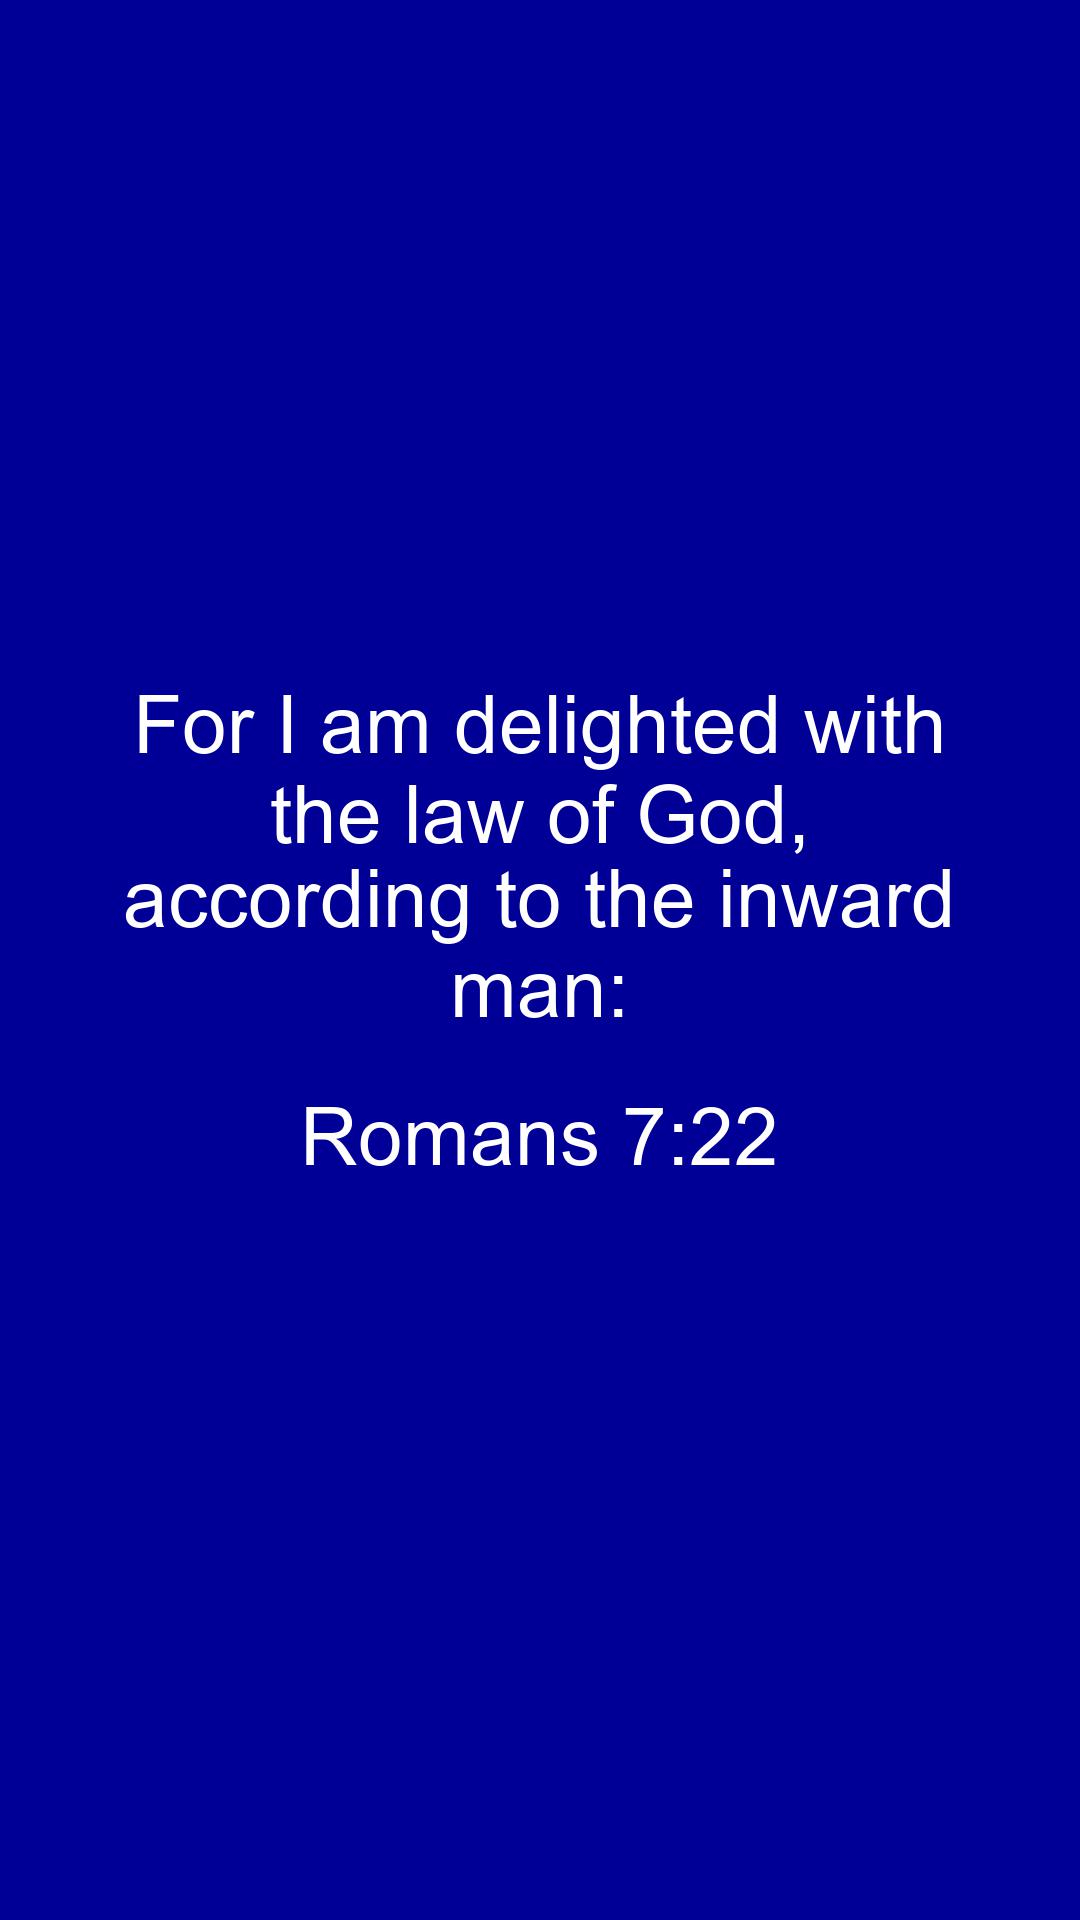 For I am delighted with
the law of God,
according to the inward
man:
Romans 7:22